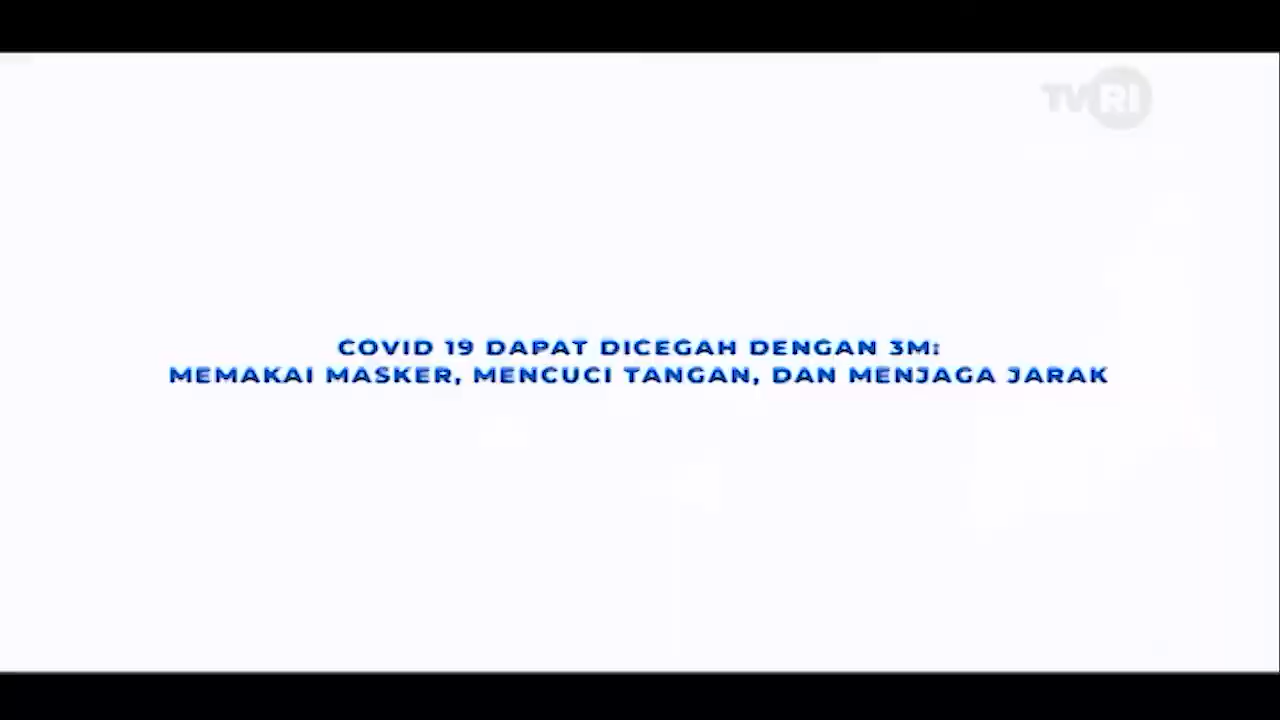 TVRI
COVID 19 DAPAT DICEGAH DENGAN 3M:
MEMAKAI MASKER, MENCUCI TANGAN, DAN MENJAGA JARAK